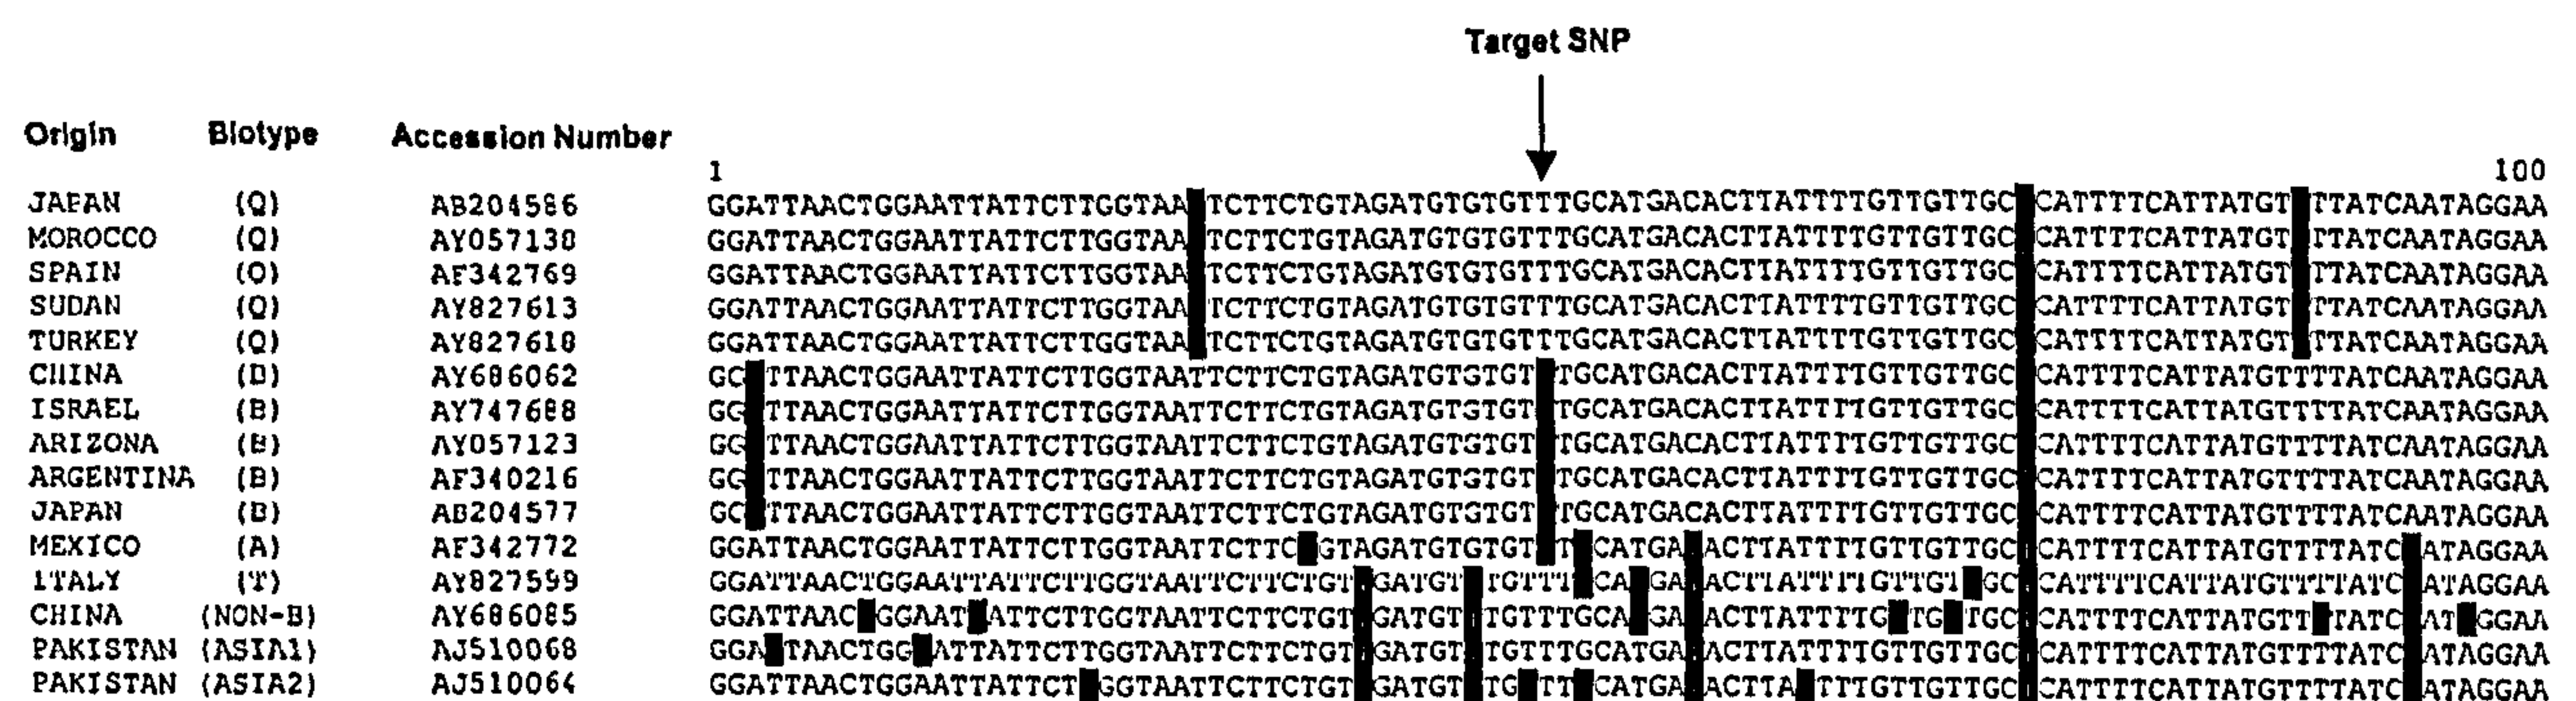 Target SNP
Origin Biotype Accession Number
1 100
JAPAN (Q) AB204586 GGATTAACTGGAATTATTCTTGGTAA TCTTCTGTAGATGTGTGTTTGCATGACACTTATTTTGTTGTTGC CATTTTCATTATGT TTATCAATAGGAA
MOROCCO (Q) AY057138 GGATTAACTGGAATTATTCTTGGTAA TCTTCTGTAGATGTGTGTTTGCATGACACTTATTTTGTTGTTGC CATTTTCATTATGT TTATCAATAGGAA
SPAIN (Q) AF342769 GGATTAACTGGAATTATTCTTGGTAA TCTTCTGTAGATGTGTGTTTGCATGACACTTATTTTGTTGTTGC CATTTTCATTATGT TTATCAATAGGAA
SUDAN (Q) AY827613 GGATTAACTGGAATTATTCTTGGTAA TCTTCTGTAGATGTGTGTTTGCATGACACTTATTTTGTTGTTGC CATTTTCATTATGT TTATCAATAGGAA
TURKEY (Q) AY827618 GGATTAACTGGAATTATTCTTGGTAA TCTTCTGTAGATGTGTGTTTGCATGACACTTATTTTGTTGTTGC CATTTTCATTATGT TTATCAATAGGAA
CHINA (B) AY686062 GG TTAACTGGAATTATTCTTGGTAATTCTTCTGTAGATGTGTGT TGCATGACACTTATTTTGTTGTTGC CATTTTCATTATGTTTTATCAATAGGAA
ISRAEL (B) AY747688 GG TTAACTGGAATTATTCTTGGTAATTCTTCTGTAGATGTGTGT TGCATGACACTTATTTTGTTGTTGC CATTTTCATTATGTTTTATCAATAGGAA
ARIZONA (B) AY057123 GG TTAACTGGAATTATTCTTGGTAATTCTTCTGTAGATGTGTGT TGCATGACACTTATTTTGTTGTTGC CATTTTCATTATGTTTTATCAATAGGAA
ARGENTINA (B) AF340216 GG TTAACTGGAATTATTCTTGGTAATTCTTCTGTAGATGTGTGT TGCATGACACTTATTTTGTTGTTGC CATTTTCATTATGTTTTATCAATAGGAA
JAPAN (B) AB204577 GG TTAACTGGAATTATTCTTGGTAATTCTTCTGTAGATGTGTGT TGCATGACACTTATTTTGTTGTTGC CATTTTCATTATGTTTTATCAATAGGAA
MEXICO (A) AF342772 GGATTAACTGGAATTATTCTTGGTAATTCTTC GTAGATGTGTGT T CATGA ACTTATTTTGTTGTTGC CATTTTCATTATGTTTTATC ATAGGAA
ITALY (T) AY827599 GGATTAACTGGAATTATTCTTGGTAATTCTTCTGT GATGT TGTTT CA GA ACTTATTTTGTTGT GC CATTTTCATTATGTTTTATC ATAGGAA
CHINA (NON-B) AY686085 GGATTAAC GGAAT ATTCTTGGTAATTCTTCTGT GATGT TGTTTGCA GA ACTTATTTTG TG TGC CATTTTCATTATGTT TATC AT GGAA
PAKISTAN (ASIA1) AJ510068 GGA TAACTGG ATTATTCTTGGTAATTCTTCTGT GATGT TGTTTGCATGA ACTTATTTTGTTGTTGC CATTTTCATTATGTTTTATC ATAGGAA
PAKISTAN (ASIA2) AJ510064 GGATTAACTGGAATTATTCT GGTAATTCTTCTGT GATGT TG TT CATGA ACTTA TTTGTTGTTGC CATTTTCATTATGTTTTATC ATAGGAA